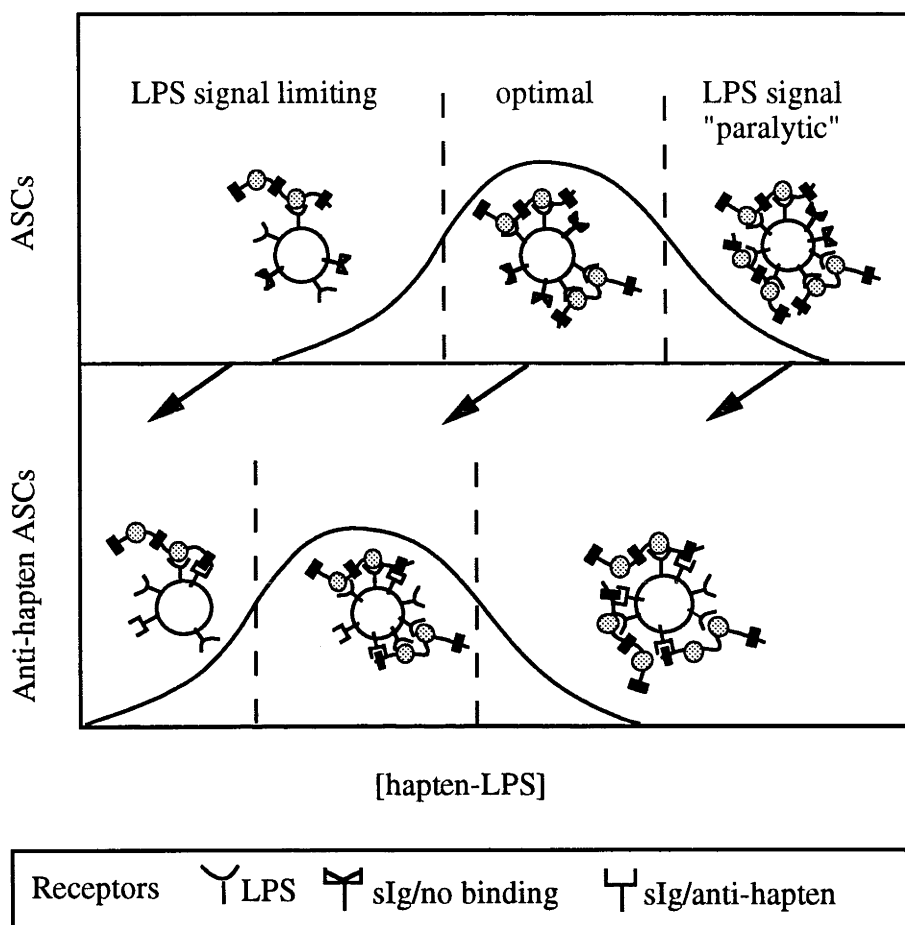 LPS signal limiting
optimal
LPS signal
"paralytic"
ASCs
Anti-hapten ASCs
[hapten-LPS]
Receptors LPS sIg/no binding sIg/anti-hapten